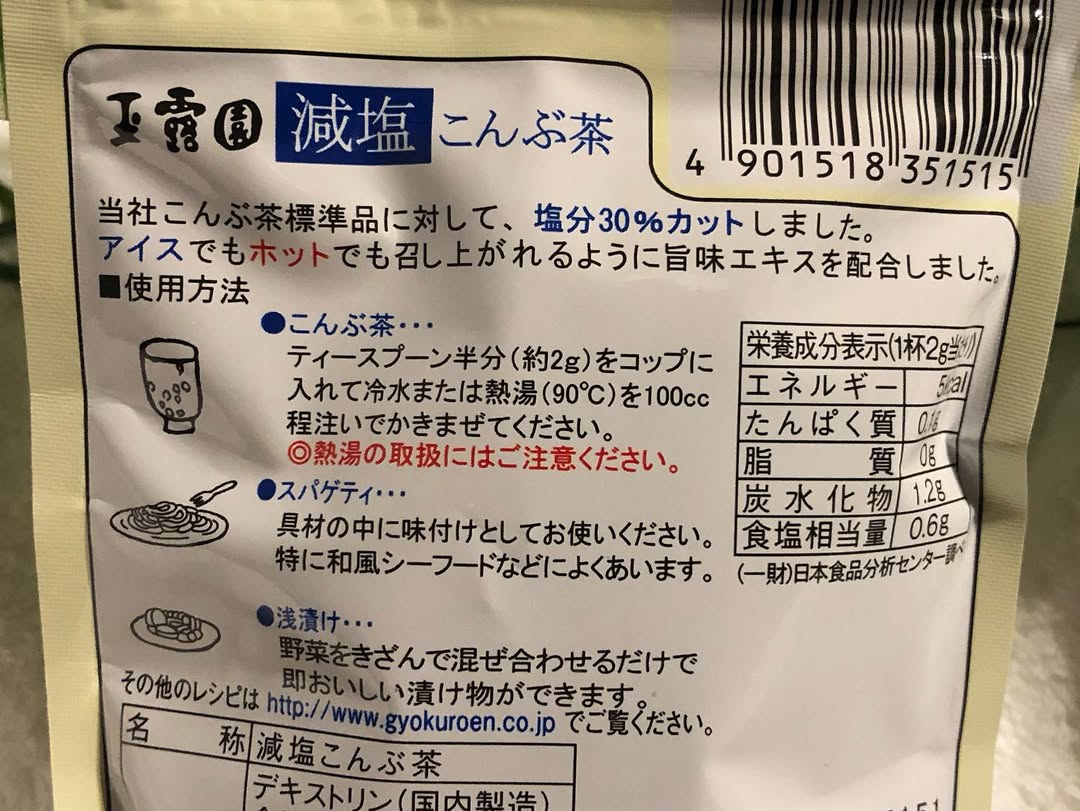 玉露園 減塩 こんぶ茶
4 901518 351515
当社こんぶ茶標準品に対して、塩分30%カットしました。
アイスでもホットでも召し上がれるように旨味エキスを配合しました。
■使用方法
●こんぶ茶･･･
ティースプーン半分(約2g)をコップに
入れて冷水または熱湯(90℃)を100cc
程注いでかきまぜてください。
◎熱湯の取扱にはご注意ください。
●スパゲティ･･･
具材の中に味付けとしてお使いください。
特に和風シーフードなどによくあいます。
●浅漬け･･･
野菜をきざんで混ぜ合わせるだけで
即おいしい漬け物ができます。
その他のレシピは http://www.gyokuroen.co.jp でご覧ください。
栄養成分表示(1杯2g当り)
エネルギー 5kcal
たんぱく質 0.1g
脂質 0g
炭水化物 1.2g
食塩相当量 0.6g
(一財)日本食品分析センター調べ
名称 減塩こんぶ茶
デキストリン(国内製造)